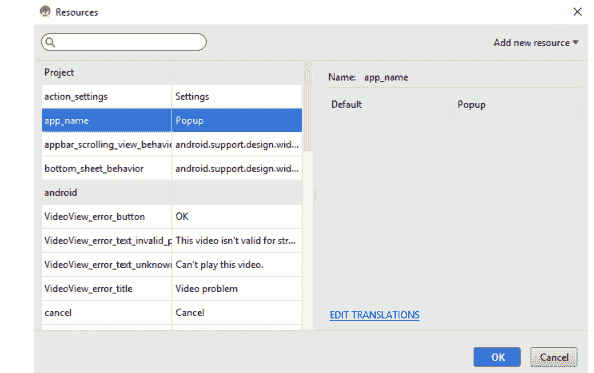 Resources
Add new resource
Project
action_settings Settings
app_name Popup
appbar_scrolling_view_behavic android.support.design.wid...
bottom_sheet_behavior android.support.design.wid...
android
VideoView_error_button OK
VideoView_error_text_invalid_p This video isn't valid for str...
VideoView_error_text_unknown Can't play this video.
VideoView_error_title Video problem
cancel Cancel
Name: app_name
Default Popup
EDIT TRANSLATIONS
OK Cancel